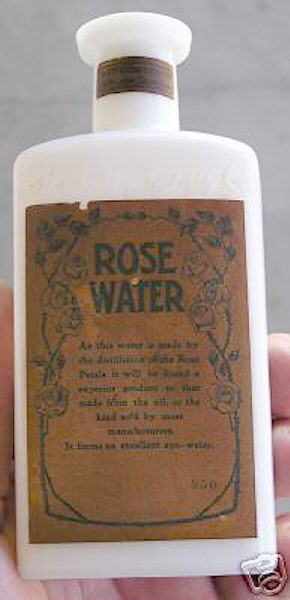 ROSE
WATER
As this water is made by
the distillation of the Rose
Petals it will be found a
superior product to that
made from the oil, or the
kind sold by most
manufacturers.
It forms an excellent eye-water.
350